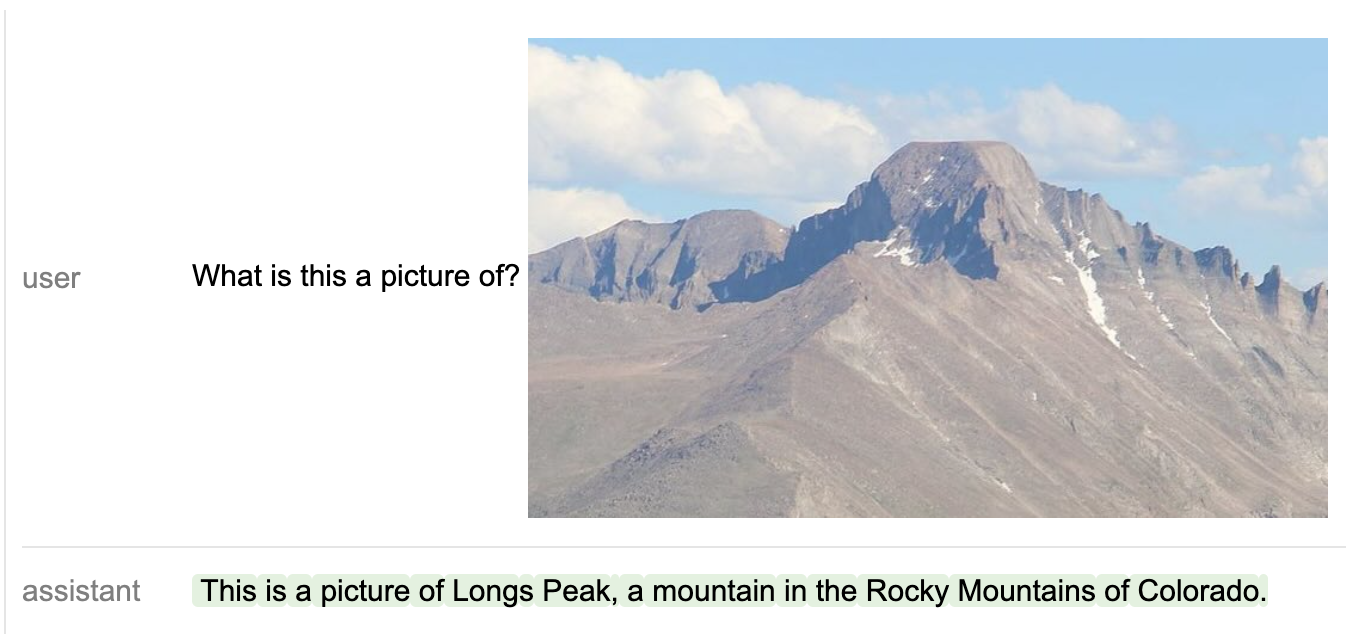 user What is this a picture of?
assistant This is a picture of Longs Peak, a mountain in the Rocky Mountains of Colorado.